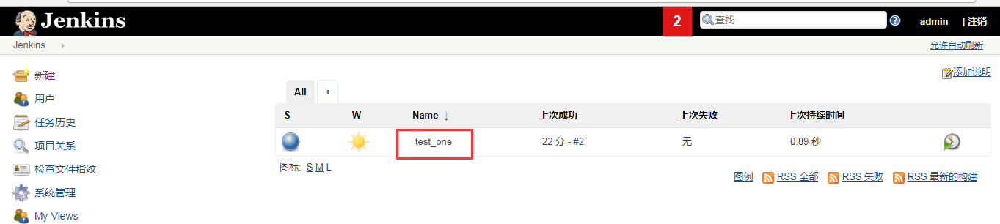 Jenkins
2
查找
admin
| 注销
Jenkins
允许自动刷新
新建
用户
任务历史
项目关系
检查文件指纹
系统管理
My Views
添加说明
All +
S W Name ↓ 上次成功 上次失败 上次持续时间
test_one 22 分 - #2 无 0.89 秒
图标: S M L
图例 RSS 全部 RSS 失败 RSS 最新的构建